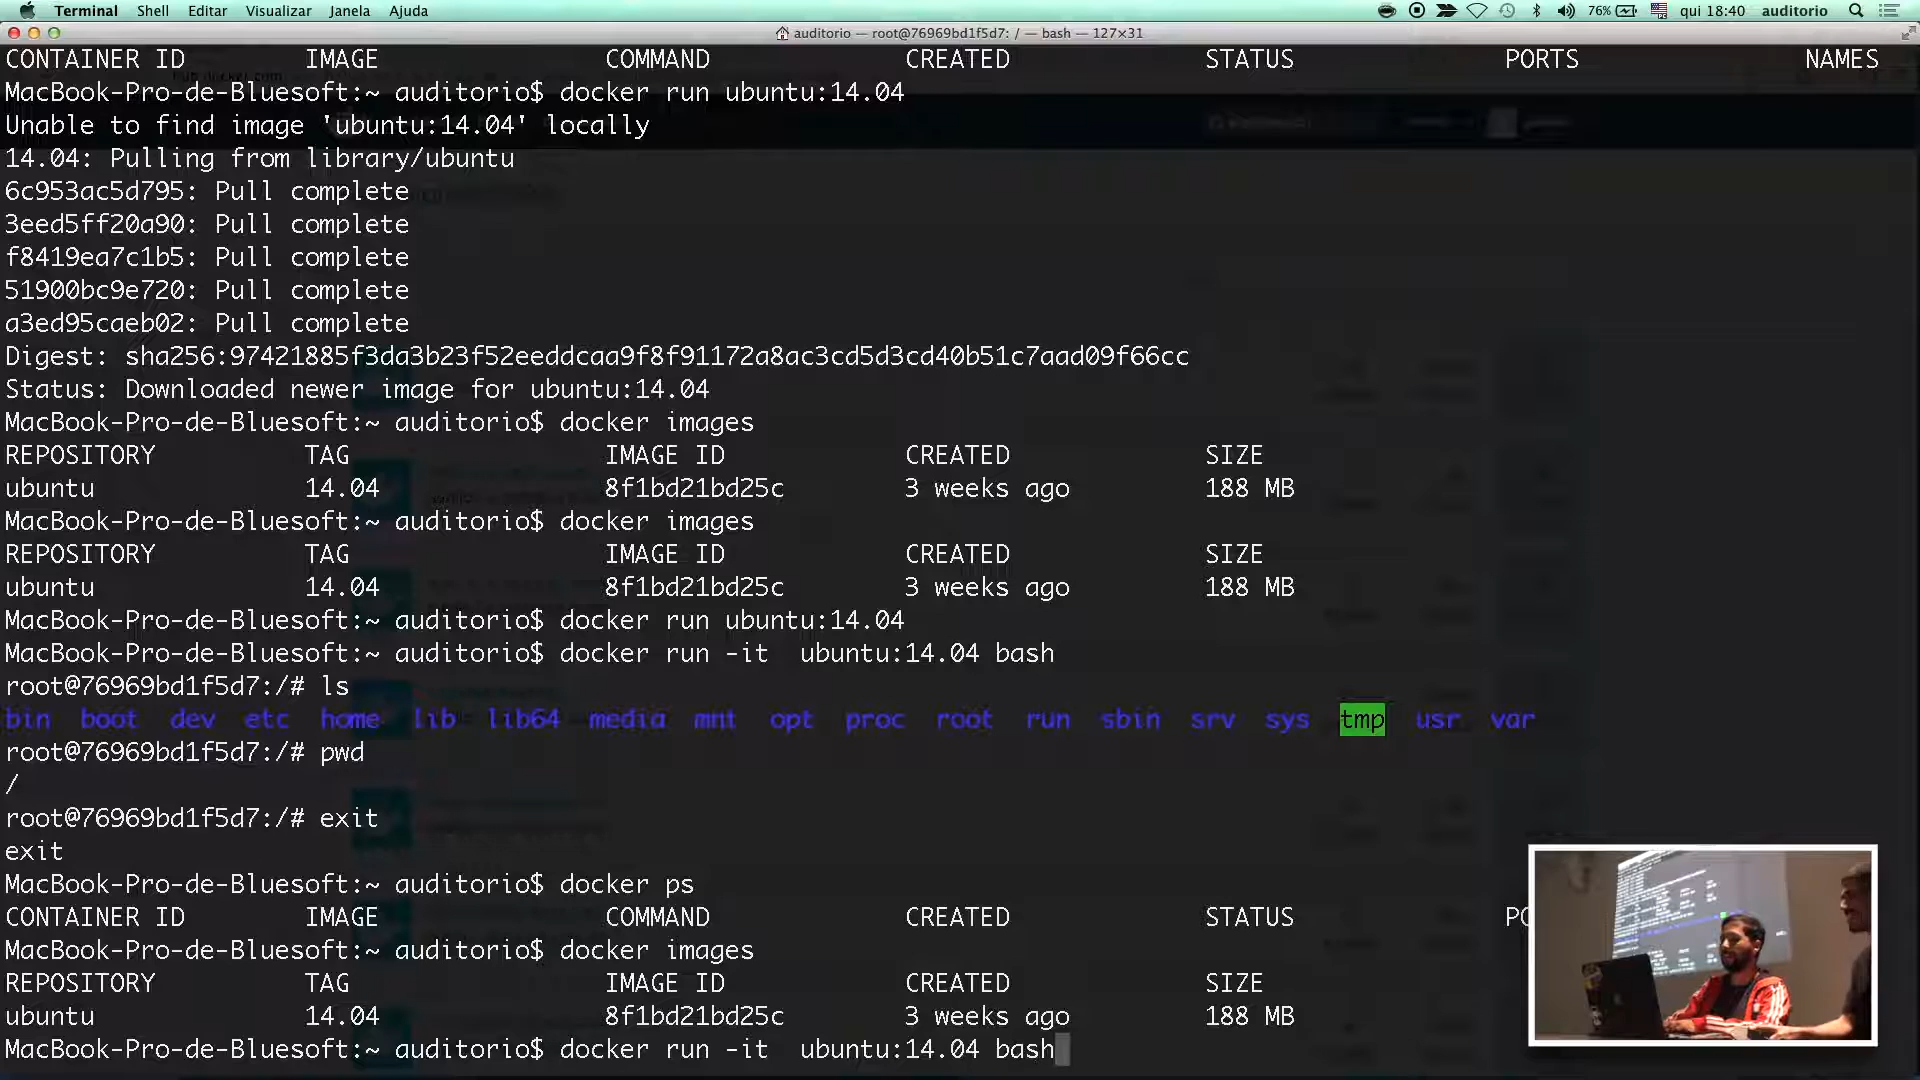 Terminal Shell Editar Visualizar Janela Ajuda 76% qui 18:40 auditorio
auditorio — root@76969bd1f5d7: / — bash — 127×31
CONTAINER ID IMAGE COMMAND CREATED STATUS PORTS NAMES
MacBook-Pro-de-Bluesoft:~ auditorio$ docker run ubuntu:14.04
Unable to find image 'ubuntu:14.04' locally
14.04: Pulling from library/ubuntu
6c953ac5d795: Pull complete
3eed5ff20a90: Pull complete
f8419ea7c1b5: Pull complete
51900bc9e720: Pull complete
a3ed95caeb02: Pull complete
Digest: sha256:97421885f3da3b23f52eeddcaa9f8f91172a8ac3cd5d3cd40b51c7aad09f66cc
Status: Downloaded newer image for ubuntu:14.04
MacBook-Pro-de-Bluesoft:~ auditorio$ docker images
REPOSITORY TAG IMAGE ID CREATED SIZE
ubuntu 14.04 8f1bd21bd25c 3 weeks ago 188 MB
MacBook-Pro-de-Bluesoft:~ auditorio$ docker images
REPOSITORY TAG IMAGE ID CREATED SIZE
ubuntu 14.04 8f1bd21bd25c 3 weeks ago 188 MB
MacBook-Pro-de-Bluesoft:~ auditorio$ docker run ubuntu:14.04
MacBook-Pro-de-Bluesoft:~ auditorio$ docker run -it  ubuntu:14.04 bash
root@76969bd1f5d7:/# ls
bin boot dev etc home lib lib64 media mnt opt proc root run sbin srv sys tmp usr var
root@76969bd1f5d7:/# pwd
/
root@76969bd1f5d7:/# exit
exit
MacBook-Pro-de-Bluesoft:~ auditorio$ docker ps
CONTAINER ID IMAGE COMMAND CREATED STATUS
MacBook-Pro-de-Bluesoft:~ auditorio$ docker images
REPOSITORY TAG IMAGE ID CREATED SIZE
ubuntu 14.04 8f1bd21bd25c 3 weeks ago 188 MB
MacBook-Pro-de-Bluesoft:~ auditorio$ docker run -it  ubuntu:14.04 bash